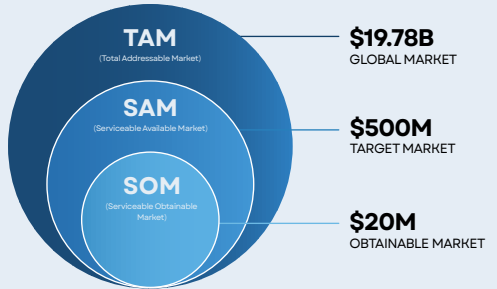 TAM
(Total Addressable Market)
$19.78B
GLOBAL MARKET
SAM
(Serviceable Available Market)
$500M
TARGET MARKET
SOM
(Serviceable Obtainable
Market)
$20M
OBTAINABLE MARKET